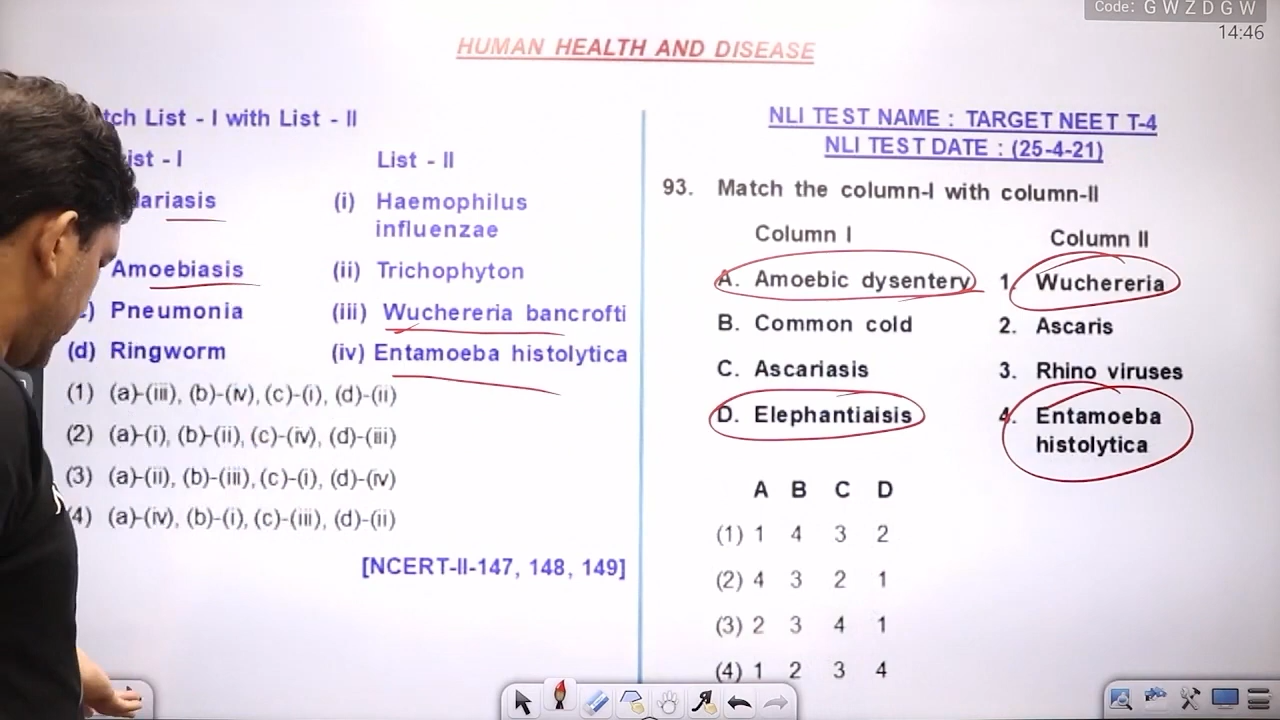 Code: G W Z D G W
14:46
HUMAN HEALTH AND DISEASE
tch List - I with List - II
ist - I List - II
ariasis (i) Haemophilus
influenzae
Amoebiasis (ii) Trichophyton
) Pneumonia (iii) Wuchereria bancrofti
(d) Ringworm (iv) Entamoeba histolytica
(1) (a)-(iii), (b)-(iv), (c)-(i), (d)-(ii)
(2) (a)-(i), (b)-(ii), (c)-(iv), (d)-(iii)
(3) (a)-(ii), (b)-(iii), (c)-(i), (d)-(iv)
4) (a)-(iv), (b)-(i), (c)-(iii), (d)-(ii)
[NCERT-II-147, 148, 149]
NLI TEST NAME : TARGET NEET T-4
NLI TEST DATE : (25-4-21)
93. Match the column-I with column-II
Column I Column II
A. Amoebic dysentery 1. Wuchereria
B. Common cold 2. Ascaris
C. Ascariasis 3. Rhino viruses
D. Elephantiaisis 4. Entamoeba
histolytica
A B C D
(1) 1 4 3 2
(2) 4 3 2 1
(3) 2 3 4 1
(4) 1 2 3 4